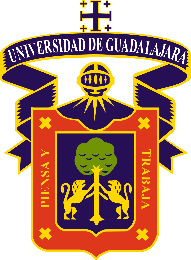 UNIVERSIDAD DE GUADALAJARA
PIENSA Y
TRABAJA